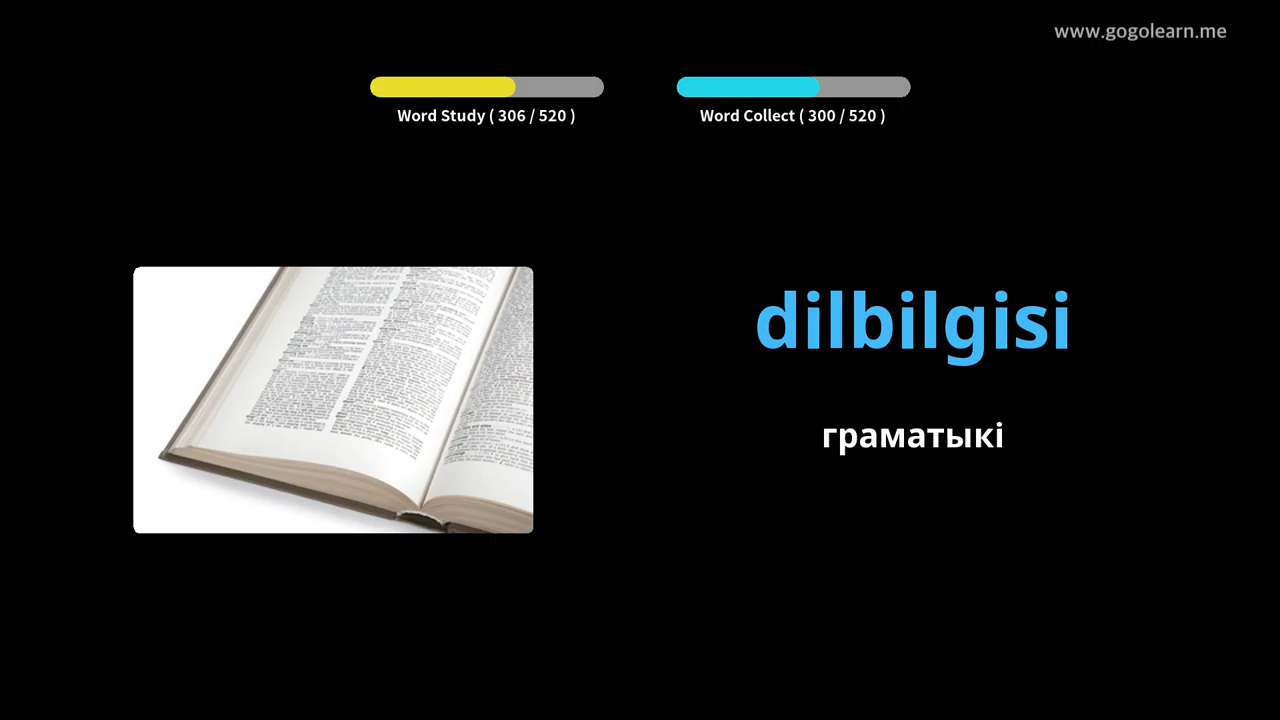 www.gogolearn.me
Word Study ( 306 / 520 )
Word Collect ( 300 / 520 )
dilbilgisi
граматыкі